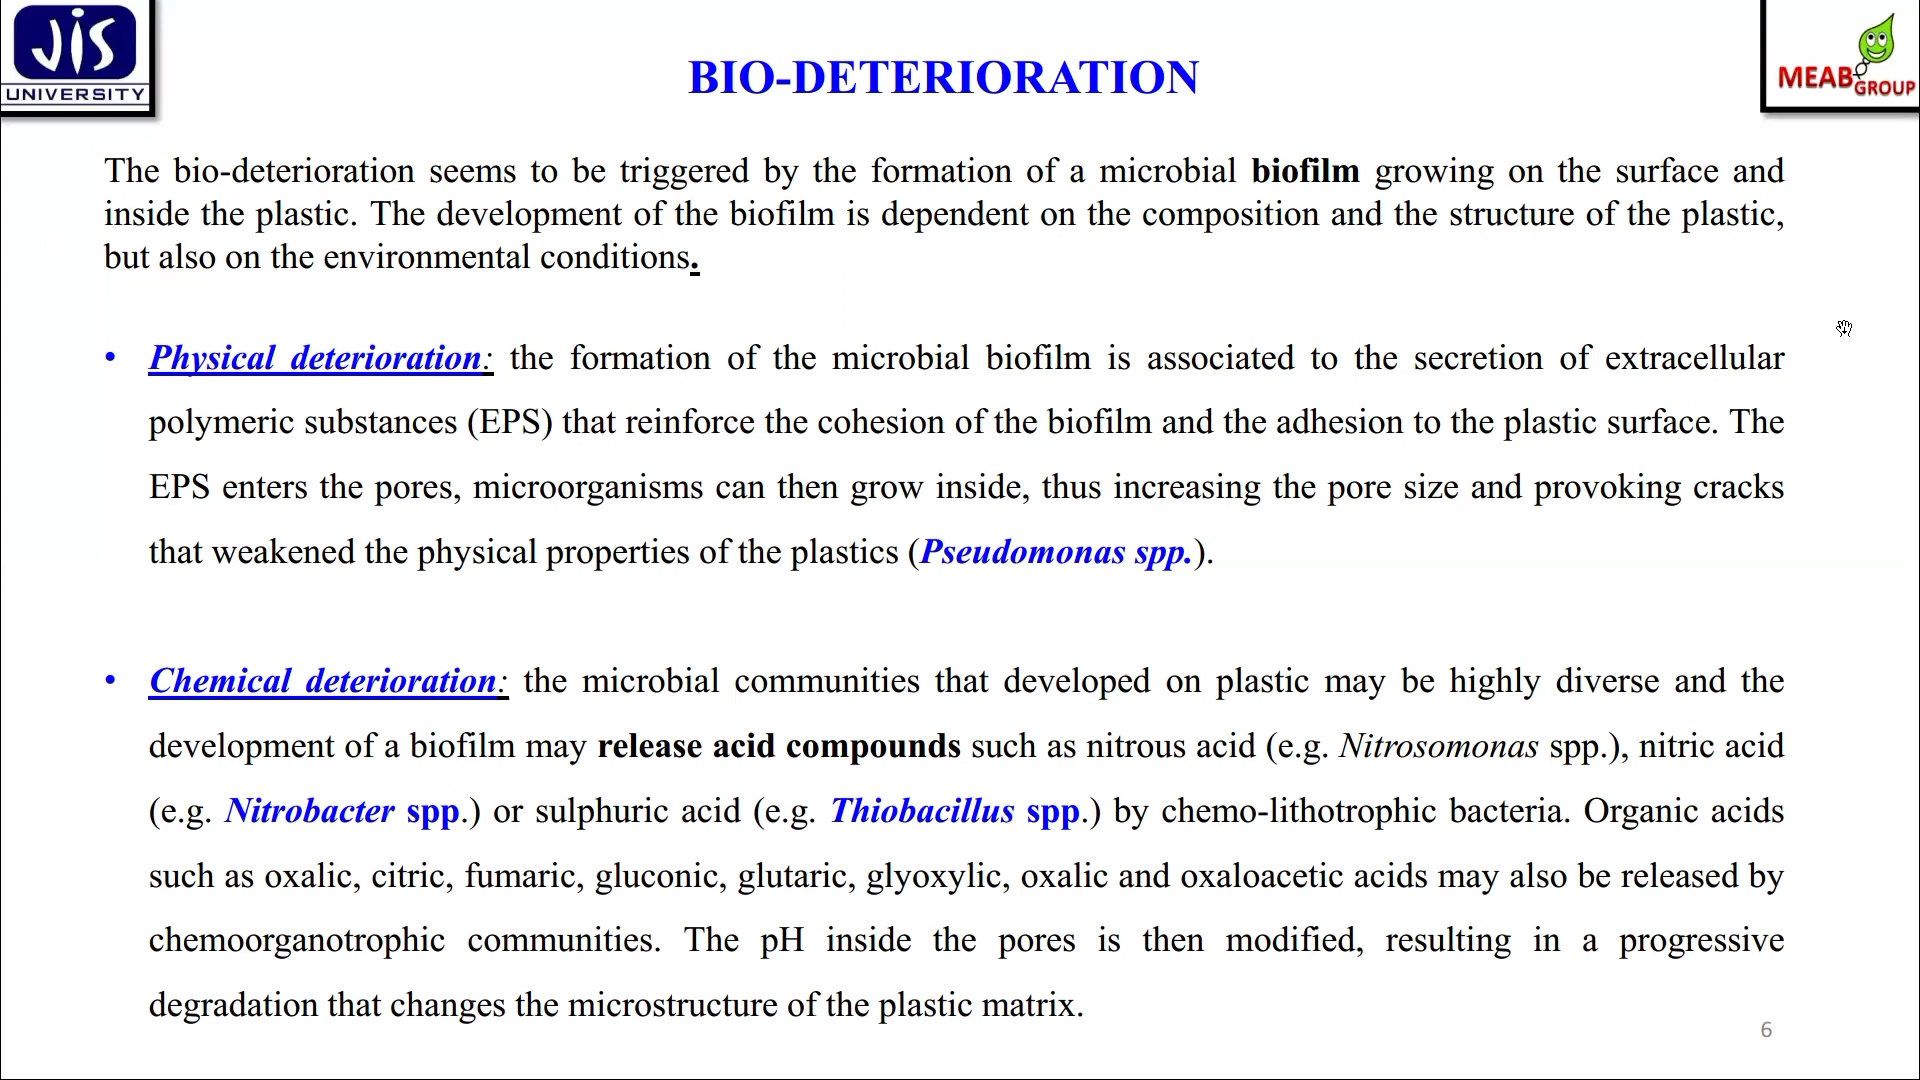 JIS
UNIVERSITY
MEAB GROUP
BIO-DETERIORATION
The bio-deterioration seems to be triggered by the formation of a microbial biofilm growing on the surface and
inside the plastic. The development of the biofilm is dependent on the composition and the structure of the plastic,
but also on the environmental conditions.
• Physical deterioration: the formation of the microbial biofilm is associated to the secretion of extracellular
polymeric substances (EPS) that reinforce the cohesion of the biofilm and the adhesion to the plastic surface. The
EPS enters the pores, microorganisms can then grow inside, thus increasing the pore size and provoking cracks
that weakened the physical properties of the plastics (Pseudomonas spp.).
• Chemical deterioration: the microbial communities that developed on plastic may be highly diverse and the
development of a biofilm may release acid compounds such as nitrous acid (e.g. Nitrosomonas spp.), nitric acid
(e.g. Nitrobacter spp.) or sulphuric acid (e.g. Thiobacillus spp.) by chemo-lithotrophic bacteria. Organic acids
such as oxalic, citric, fumaric, gluconic, glutaric, glyoxylic, oxalic and oxaloacetic acids may also be released by
chemoorganotrophic communities. The pH inside the pores is then modified, resulting in a progressive
degradation that changes the microstructure of the plastic matrix.
6